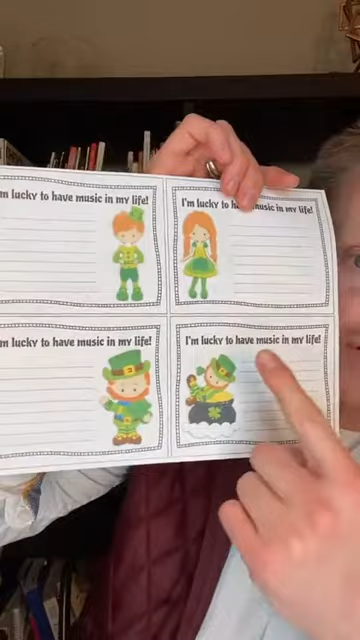 m lucky to have music in my life!
I'm lucky to ha music in my life!
m lucky to have music in my life!
I'm lucky to have music in my life!